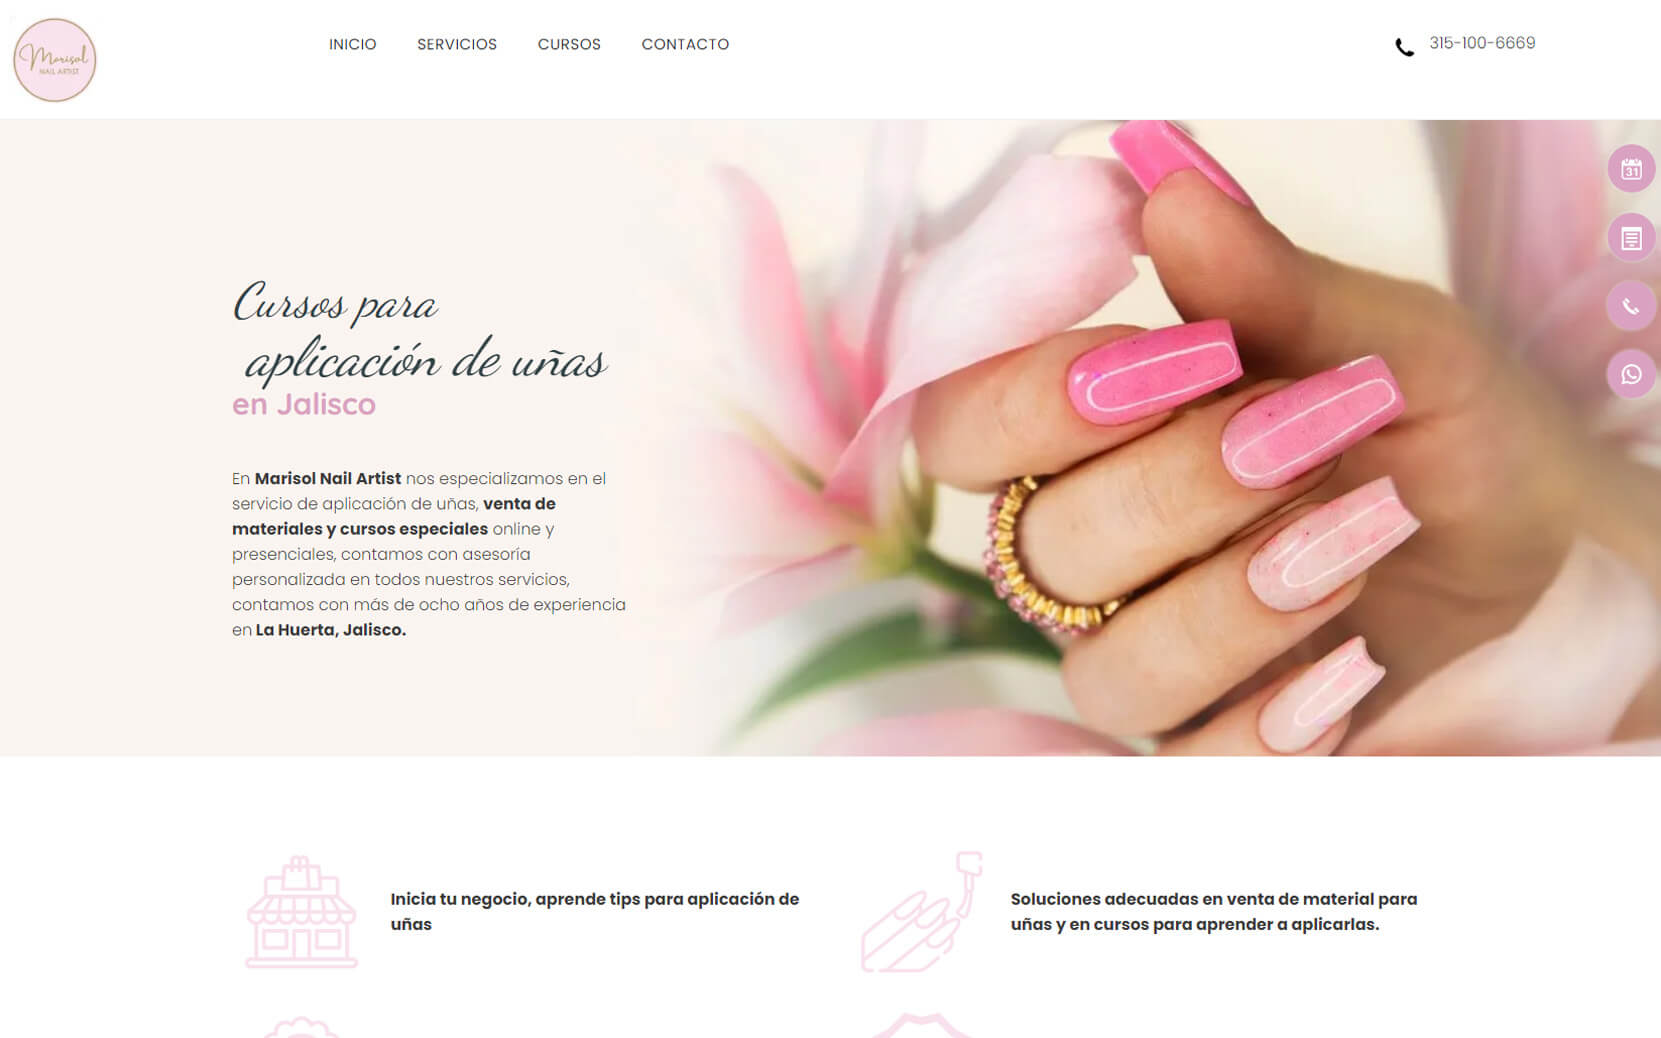 Marisol
NAIL ARTIST
INICIO
SERVICIOS
CURSOS
CONTACTO
315-100-6669
31
Cursos para
aplicación de uñas
en Jalisco
En Marisol Nail Artist nos especializamos en el
servicio de aplicación de uñas, venta de
materiales y cursos especiales online y
presenciales, contamos con asesoría
personalizada en todos nuestros servicios,
contamos con más de ocho años de experiencia
en La Huerta, Jalisco.
Inicia tu negocio, aprende tips para aplicación de
uñas
Soluciones adecuadas en venta de material para
uñas y en cursos para aprender a aplicarlas.